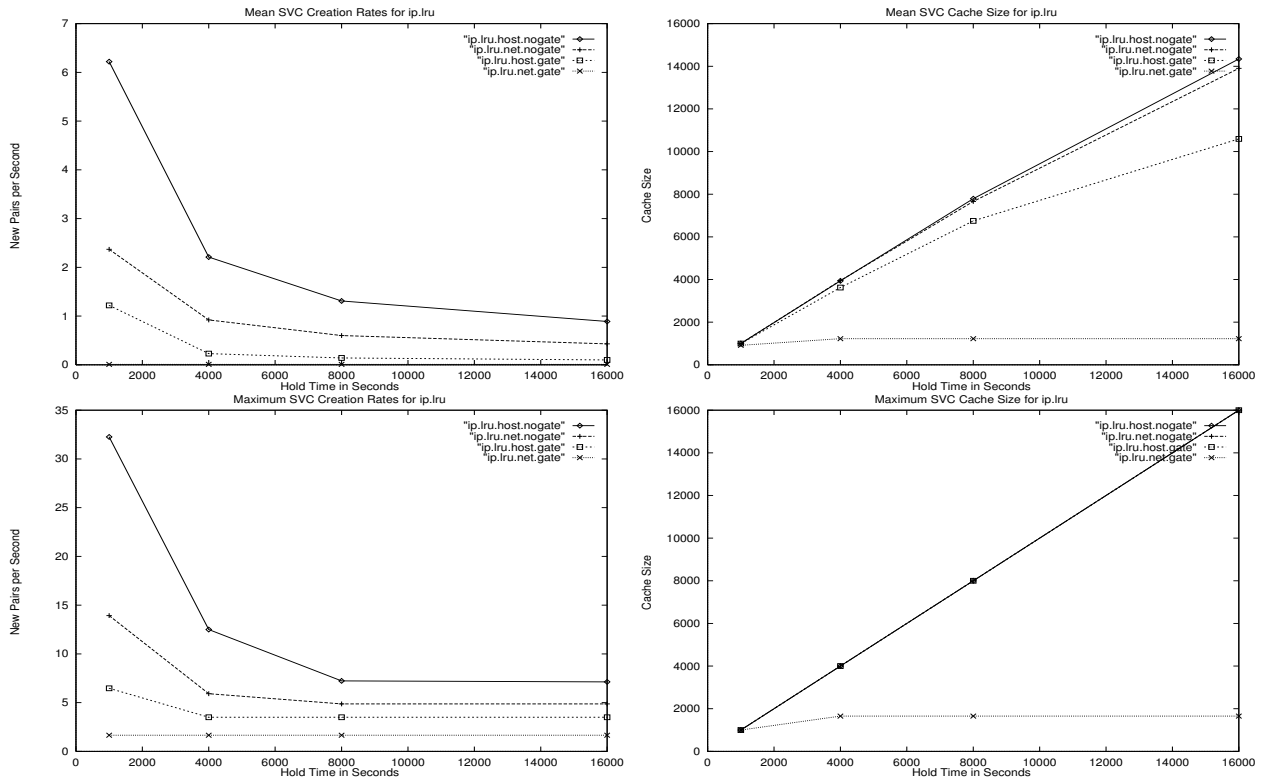 Mean SVC Creation Rates for ip.lru
7
6
5
4
3
2
1
0
New Pairs per Second
"ip.lru.host.nogate"
"ip.lru.net.nogate"
"ip.lru.host.gate"
"ip.lru.net.gate"
0 2000 4000 6000 8000 10000 12000 14000 16000
Hold Time in Seconds
Mean SVC Cache Size for ip.lru
16000
14000
12000
10000
8000
6000
4000
2000
0
Cache Size
"ip.lru.host.nogate"
"ip.lru.net.nogate"
"ip.lru.host.gate"
"ip.lru.net.gate"
0 2000 4000 6000 8000 10000 12000 14000 16000
Hold Time in Seconds
Maximum SVC Creation Rates for ip.lru
35
30
25
20
15
10
5
0
New Pairs per Second
"ip.lru.host.nogate"
"ip.lru.net.nogate"
"ip.lru.host.gate"
"ip.lru.net.gate"
0 2000 4000 6000 8000 10000 12000 14000 16000
Hold Time in Seconds
Maximum SVC Cache Size for ip.lru
16000
14000
12000
10000
8000
6000
4000
2000
0
Cache Size
"ip.lru.host.nogate"
"ip.lru.net.nogate"
"ip.lru.host.gate"
"ip.lru.net.gate"
0 2000 4000 6000 8000 10000 12000 14000 16000
Hold Time in Seconds